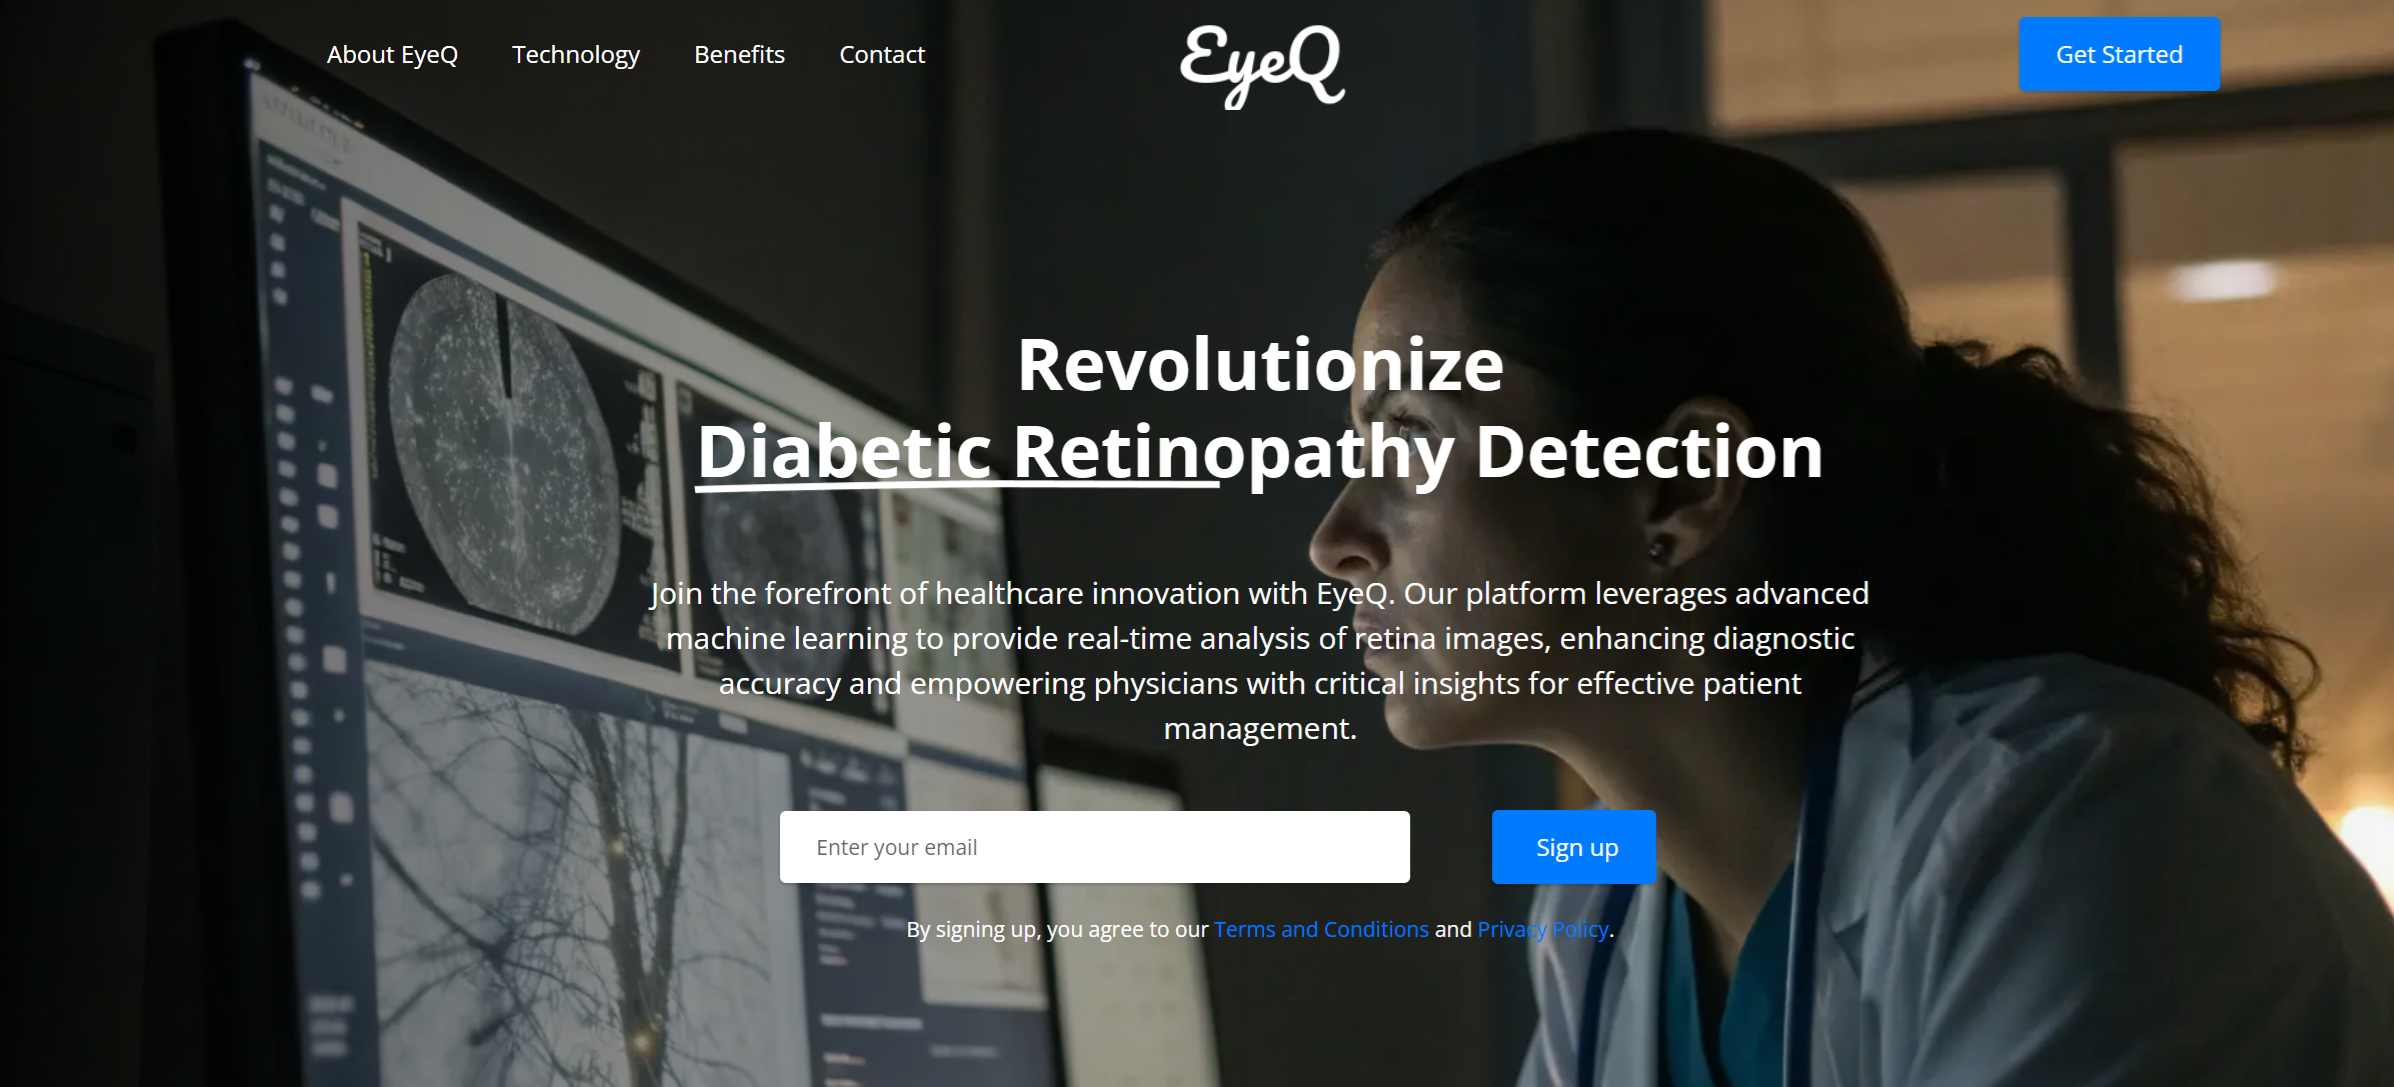 About EyeQ Technology Benefits Contact
EyeQ
Get Started
Revolutionize
Diabetic Retinopathy Detection
Join the forefront of healthcare innovation with EyeQ. Our platform leverages advanced
machine learning to provide real-time analysis of retina images, enhancing diagnostic
accuracy and empowering physicians with critical insights for effective patient
management.
Enter your email
Sign up
By signing up, you agree to our Terms and Conditions and Privacy Policy.